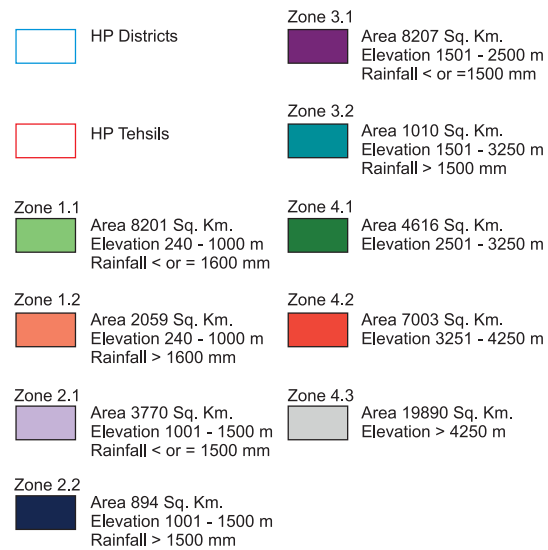 HP Districts
HP Tehsils
Zone 1.1
Area 8201 Sq. Km.
Elevation 240 - 1000 m
Rainfall < or = 1600 mm
Zone 1.2
Area 2059 Sq. Km.
Elevation 240 - 1000 m
Rainfall > 1600 mm
Zone 2.1
Area 3770 Sq. Km.
Elevation 1001 - 1500 m
Rainfall < or = 1500 mm
Zone 2.2
Area 894 Sq. Km.
Elevation 1001 - 1500 m
Rainfall > 1500 mm
Zone 3.1
Area 8207 Sq. Km.
Elevation 1501 - 2500 m
Rainfall < or =1500 mm
Zone 3.2
Area 1010 Sq. Km.
Elevation 1501 - 3250 m
Rainfall > 1500 mm
Zone 4.1
Area 4616 Sq. Km.
Elevation 2501 - 3250 m
Zone 4.2
Area 7003 Sq. Km.
Elevation 3251 - 4250 m
Zone 4.3
Area 19890 Sq. Km.
Elevation > 4250 m